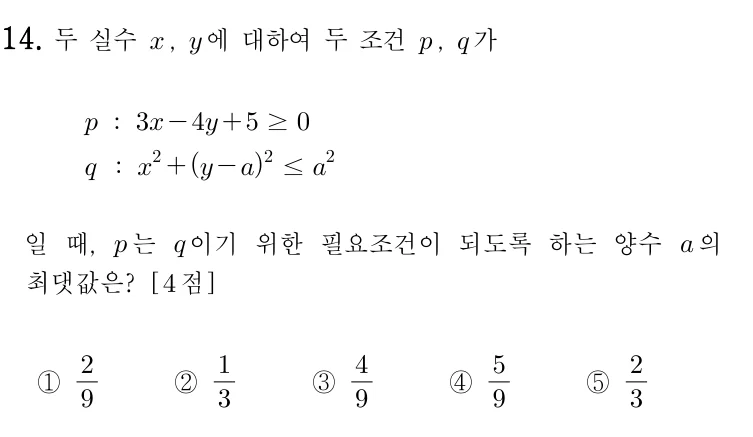 14. 두 실수 x, y에 대하여 두 조건 p, q가
p : 3x－4y＋5 ≥ 0
q : x²＋(y－a)² ≤ a²
일 때, p는 q이기 위한 필요조건이 되도록 하는 양수 a의
최댓값은? [4점]
① 2/9 ② 1/3 ③ 4/9 ④ 5/9 ⑤ 2/3